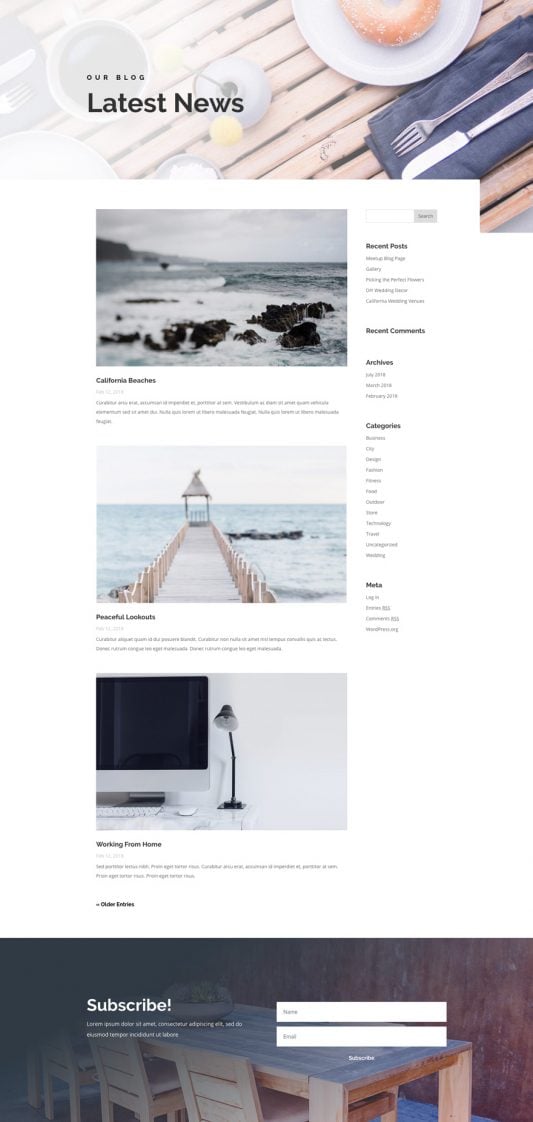 OUR BLOG
Latest News
California Beaches
Feb 12, 2018
Curabitur arcu erat, accumsan id imperdiet et, porttitor at sem. Vestibulum ac diam sit amet quam vehicula
elementum sed sit amet dui. Nulla quis lorem ut libero malesuada feugiat. Nulla quis lorem ut libero malesuada
feugiat.
Peaceful Lookouts
Feb 12, 2018
Curabitur aliquet quam id dui posuere blandit. Curabitur non nulla sit amet nisl tempus convallis quis ac lectus.
Donec rutrum congue leo eget malesuada. Donec rutrum congue leo eget malesuada.
Working From Home
Feb 12, 2018
Sed porttitor lectus nibh. Proin eget tortor risus. Curabitur arcu erat, accumsan id imperdiet et, porttitor at sem.
Proin eget tortor risus. Proin eget tortor risus.
« Older Entries
Search
Recent Posts
Meetup Blog Page
Gallery
Picking the Perfect Flowers
DIY Wedding Decor
California Wedding Venues
Recent Comments
Archives
July 2018
March 2018
February 2018
Categories
Business
City
Design
Fashion
Fitness
Food
Outdoor
Store
Technology
Travel
Uncategorized
Wedding
Meta
Log in
Entries RSS
Comments RSS
WordPress.org
Subscribe!
Lorem ipsum dolor sit amet, consectetur adipiscing elit, sed do
eiusmod tempor incididunt ut labore
Name
Email
Subscribe